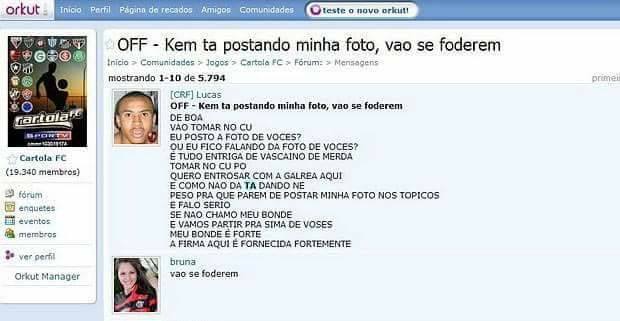 orkut Início Perfil Página de recados Amigos Comunidades teste o novo orkut!
OFF - Kem ta postando minha foto, vao se foderem
Início > Comunidades > Jogos > Cartola FC > Fórum: > Mensagens
mostrando 1-10 de 5.794
primei
[CRF] Lucas
OFF - Kem ta postando minha foto, vao se foderem
DE BOA
VAO TOMAR NO CU
EU POSTO A FOTO DE VOCES?
OU EU FICO FALANDO DA FOTO DE VOCES?
E TUDO ENTRIGA DE VASCAINO DE MERDA
TOMAR NO CU PO
QUERO ENTROSAR COM A GALREA AQUI
E COMO NAO DA TA DANDO NE
PESO PRA QUE PAREM DE POSTAR MINHA FOTO NOS TOPICOS
E FALO SERIO
SE NAO CHAMO MEU BONDE
E VAMOS PARTIR PRA SIMA DE VOSES
MEU BONDE É FORTE
A FIRMA AQUI É FORNECIDA FORTEMENTE
bruna
vao se foderem
cartola fc
SPORTV
Cartola FC
(19.340 membros)
fórum
enquetes
eventos
membros
ver perfil
Orkut Manager